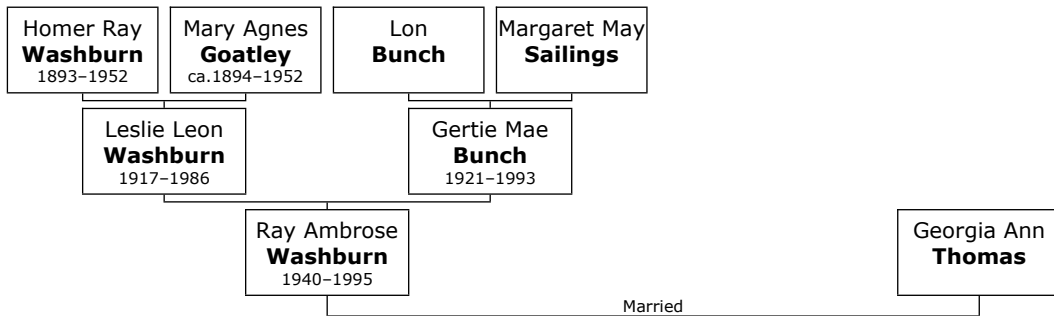 Homer Ray
Washburn
1893–1952
Mary Agnes
Goatley
ca.1894–1952
Lon
Bunch
Margaret May
Sailings
Leslie Leon
Washburn
1917–1986
Gertie Mae
Bunch
1921–1993
Ray Ambrose
Washburn
1940–1995
Georgia Ann
Thomas
Married